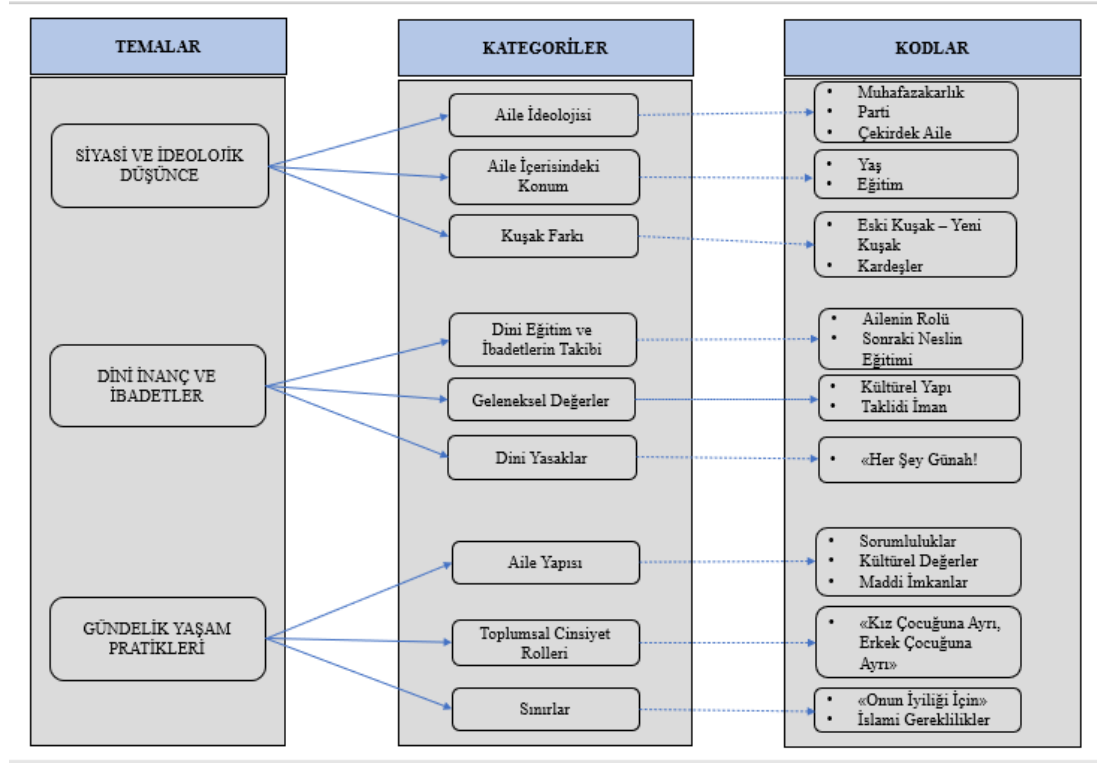 TEMALAR
KATEGORİLER
KODLAR
SİYASİ VE İDEOLOJİK
DÜŞÜNCE
Aile İdeolojisi
• Muhafazakarlık
• Parti
• Çekirdek Aile
Aile İçerisindeki
Konum
• Yaş
• Eğitim
Kuşak Farkı
• Eski Kuşak – Yeni
Kuşak
• Kardeşler
DİNİ İNANÇ VE
İBADETLER
Dini Eğitim ve
İbadetlerin Takibi
• Ailenin Rolü
• Sonraki Neslin
Eğitimi
Geleneksel Değerler
• Kültürel Yapı
• Taklidi İman
Dini Yasaklar
• «Her Şey Günah!
GÜNDELİK YAŞAM
PRATİKLERİ
Aile Yapısı
• Sorumluluklar
• Kültürel Değerler
• Maddi İmkanlar
Toplumsal Cinsiyet
Rolleri
• «Kız Çocuğuna Ayrı,
Erkek Çocuğuna
Ayrı»
Sınırlar
• «Onun İyiliği İçin»
• İslami Gereklilikler